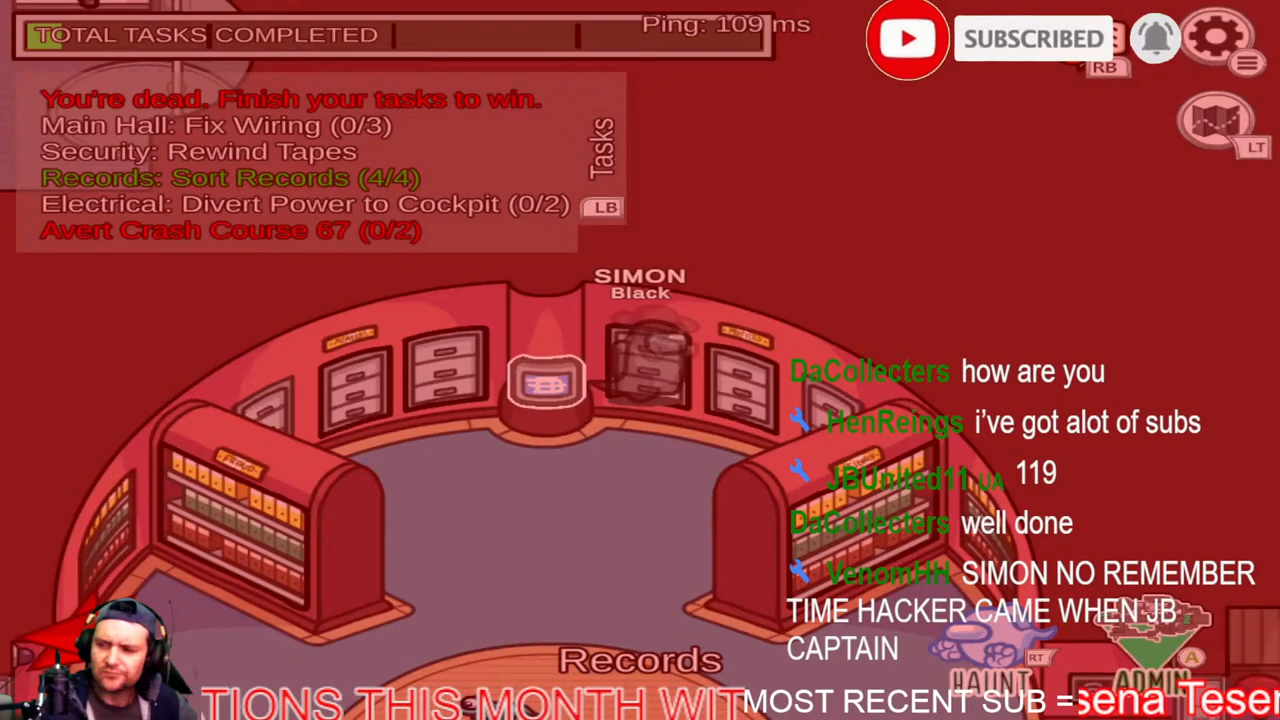 TOTAL TASKS COMPLETED
Ping: 109 ms
SUBSCRIBED
RB
You're dead. Finish your tasks to win.
Main Hall: Fix Wiring (0/3)
Security: Rewind Tapes
Records: Sort Records (4/4)
Electrical: Divert Power to Cockpit (0/2)
Avert Crash Course 67 (0/2)
Tasks
LB
LT
SIMON
Black
DaCollecters how are you
HenReings i've got alot of subs
JBUnited11 UA 119
DaCollecters well done
VenomHH SIMON NO REMEMBER
TIME HACKER CAME WHEN JB
CAPTAIN
Records
HAUNT
RT
ADMIN
A
TIONS THIS MONTH WIT
MOST RECENT SUB =
sena Teser